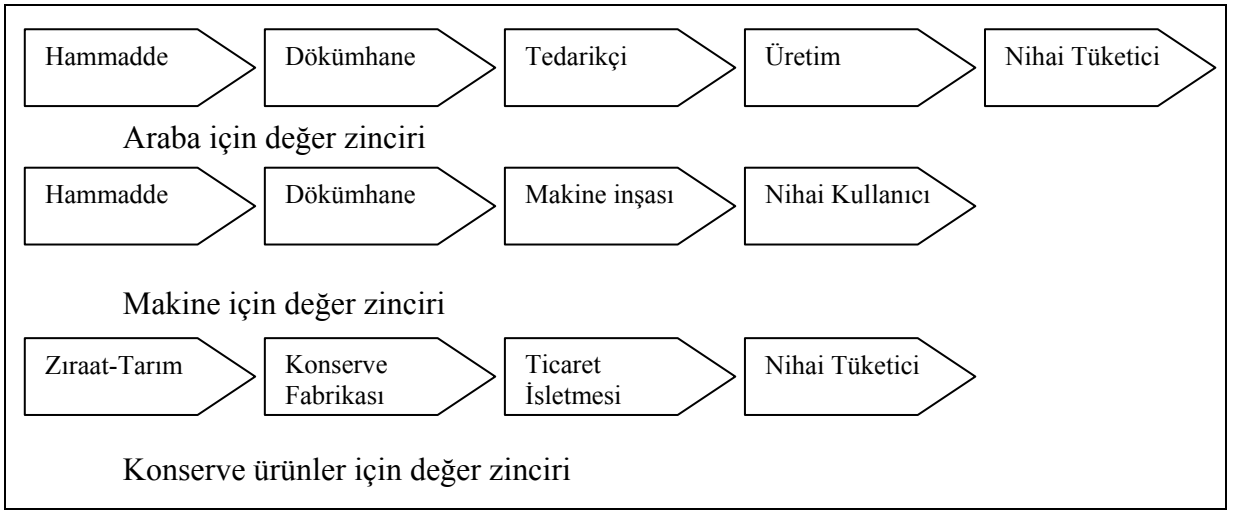 Hammadde
Dökümhane
Tedarikçi
Üretim
Nihai Tüketici
Araba için değer zinciri
Hammadde
Dökümhane
Makine inşası
Nihai Kullanıcı
Makine için değer zinciri
Zıraat-Tarım
Konserve
Fabrikası
Ticaret
İsletmesi
Nihai Tüketici
Konserve ürünler için değer zinciri